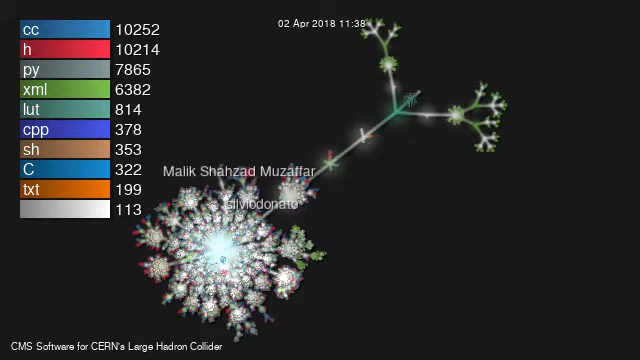 02 Apr 2018 11:38
cc 10252
h 10214
py 7865
xml 6382
lut 814
cpp 378
sh 353
C 322
txt 199
113
Malik Shahzad Muzaffar
silviodonato
CMS Software for CERN's Large Hadron Collider